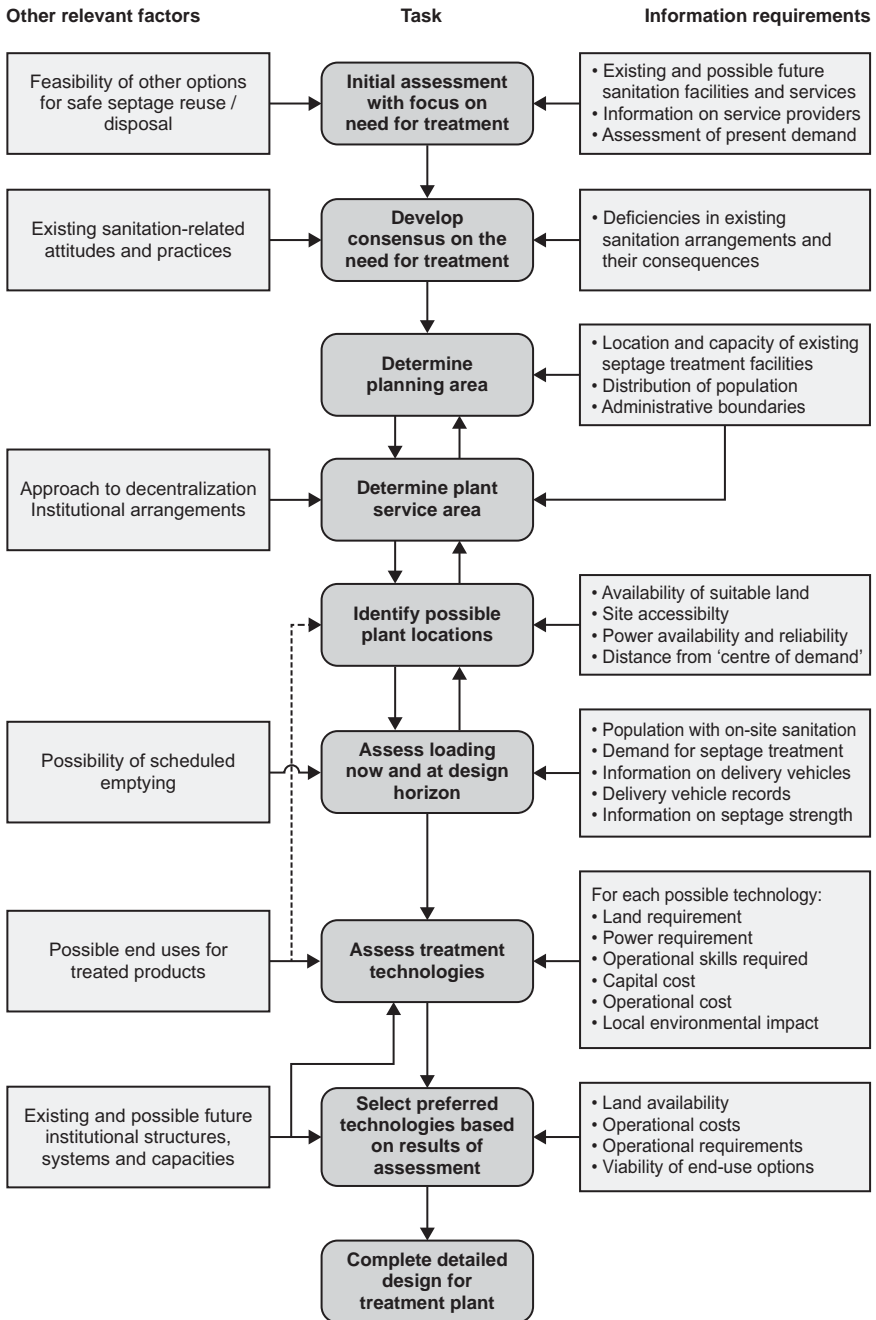 Other relevant factors
Task
Information requirements
Feasibility of other options
for safe septage reuse /
disposal
Initial assessment
with focus on
need for treatment
• Existing and possible future
sanitation facilities and services
• Information on service providers
• Assessment of present demand
Existing sanitation-related
attitudes and practices
Develop
consensus on the
need for treatment
• Deficiencies in existing
sanitation arrangements and
their consequences
Determine
planning area
• Location and capacity of existing
septage treatment facilities
• Distribution of population
• Administrative boundaries
Approach to decentralization
Institutional arrangements
Determine plant
service area
Identify possible
plant locations
• Availability of suitable land
• Site accessibilty
• Power availability and reliability
• Distance from ‘centre of demand’
Possibility of scheduled
emptying
Assess loading
now and at design
horizon
• Population with on-site sanitation
• Demand for septage treatment
• Information on delivery vehicles
• Delivery vehicle records
• Information on septage strength
Possible end uses for
treated products
Assess treatment
technologies
For each possible technology:
• Land requirement
• Power requirement
• Operational skills required
• Capital cost
• Operational cost
• Local environmental impact
Existing and possible future
institutional structures,
systems and capacities
Select preferred
technologies based
on results of
assessment
• Land availability
• Operational costs
• Operational requirements
• Viability of end-use options
Complete detailed
design for
treatment plant